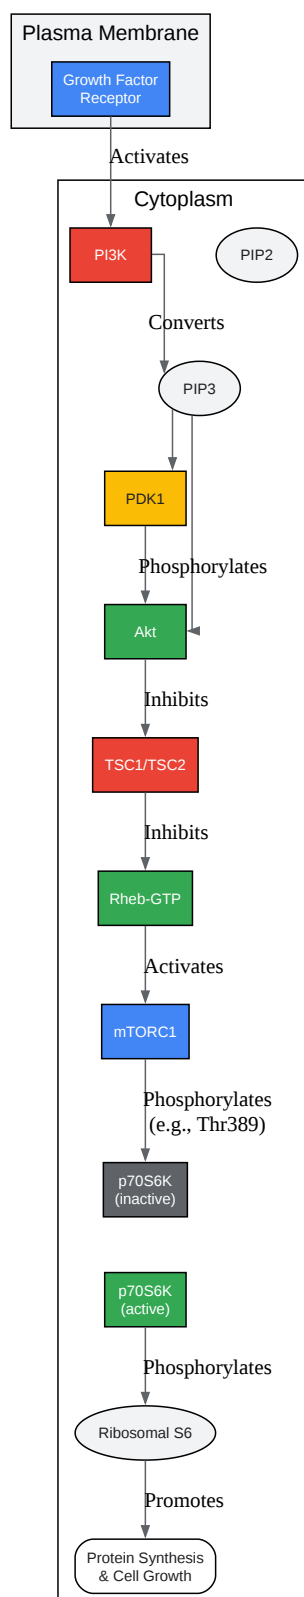 Plasma Membrane
Growth Factor
Receptor
Activates
Cytoplasm
PI3K
PIP2
Converts
PIP3
PDK1
Phosphorylates
Akt
Inhibits
TSC1/TSC2
Inhibits
Rheb-GTP
Activates
mTORC1
Phosphorylates
(e.g., Thr389)
p70S6K
(inactive)
p70S6K
(active)
Phosphorylates
Ribosomal S6
Promotes
Protein Synthesis
& Cell Growth